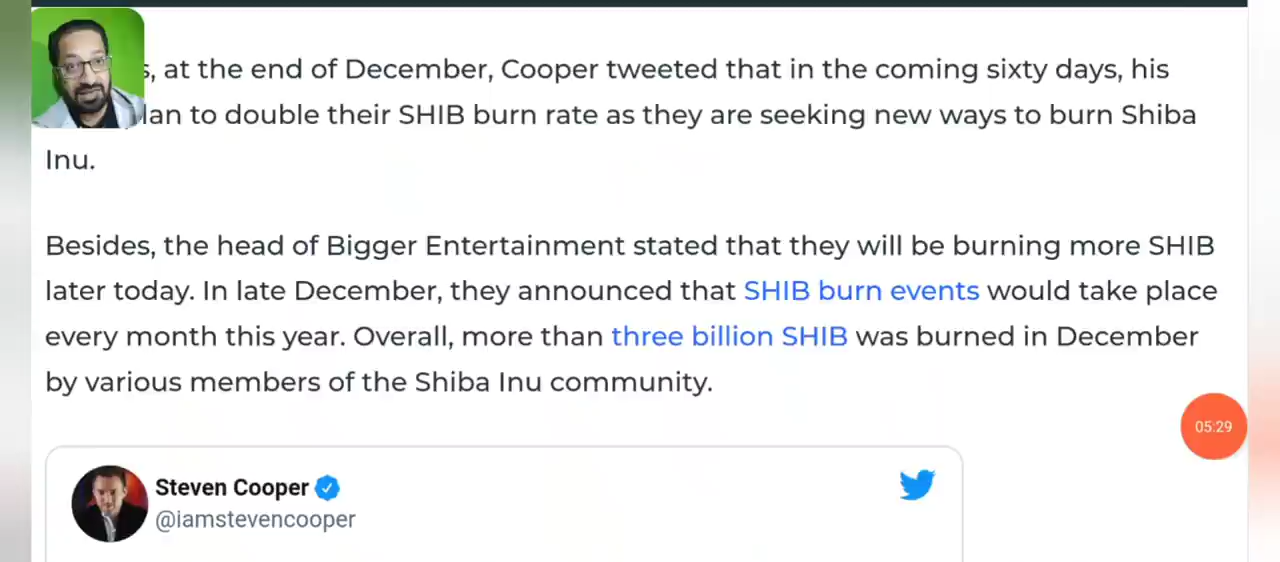 s, at the end of December, Cooper tweeted that in the coming sixty days, his
lan to double their SHIB burn rate as they are seeking new ways to burn Shiba
Inu.
Besides, the head of Bigger Entertainment stated that they will be burning more SHIB
later today. In late December, they announced that SHIB burn events would take place
every month this year. Overall, more than three billion SHIB was burned in December
by various members of the Shiba Inu community.
05:29
Steven Cooper
@iamstevencooper